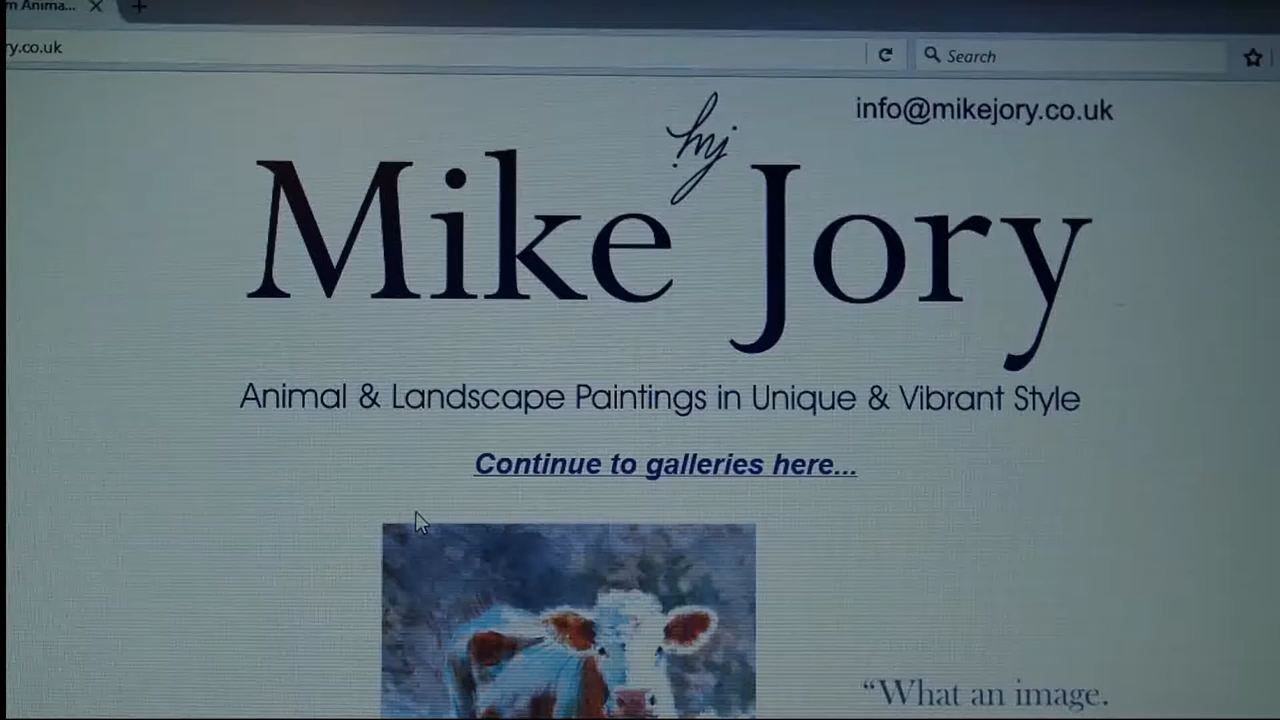 m Anima...
ry.co.uk
Search
info@mikejory.co.uk
mj
Mike Jory
Animal & Landscape Paintings in Unique & Vibrant Style
Continue to galleries here...
“What an image.